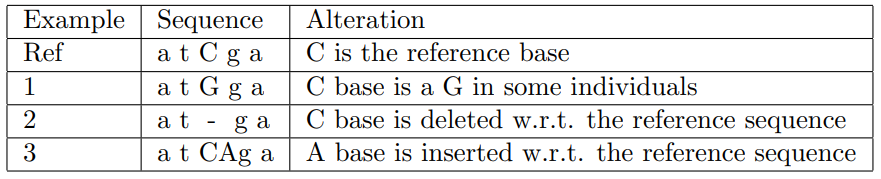 Example Sequence Alteration
Ref a t C g a C is the reference base
1 a t G g a C base is a G in some individuals
2 a t - g a C base is deleted w.r.t. the reference sequence
3 a t CAg a A base is inserted w.r.t. the reference sequence